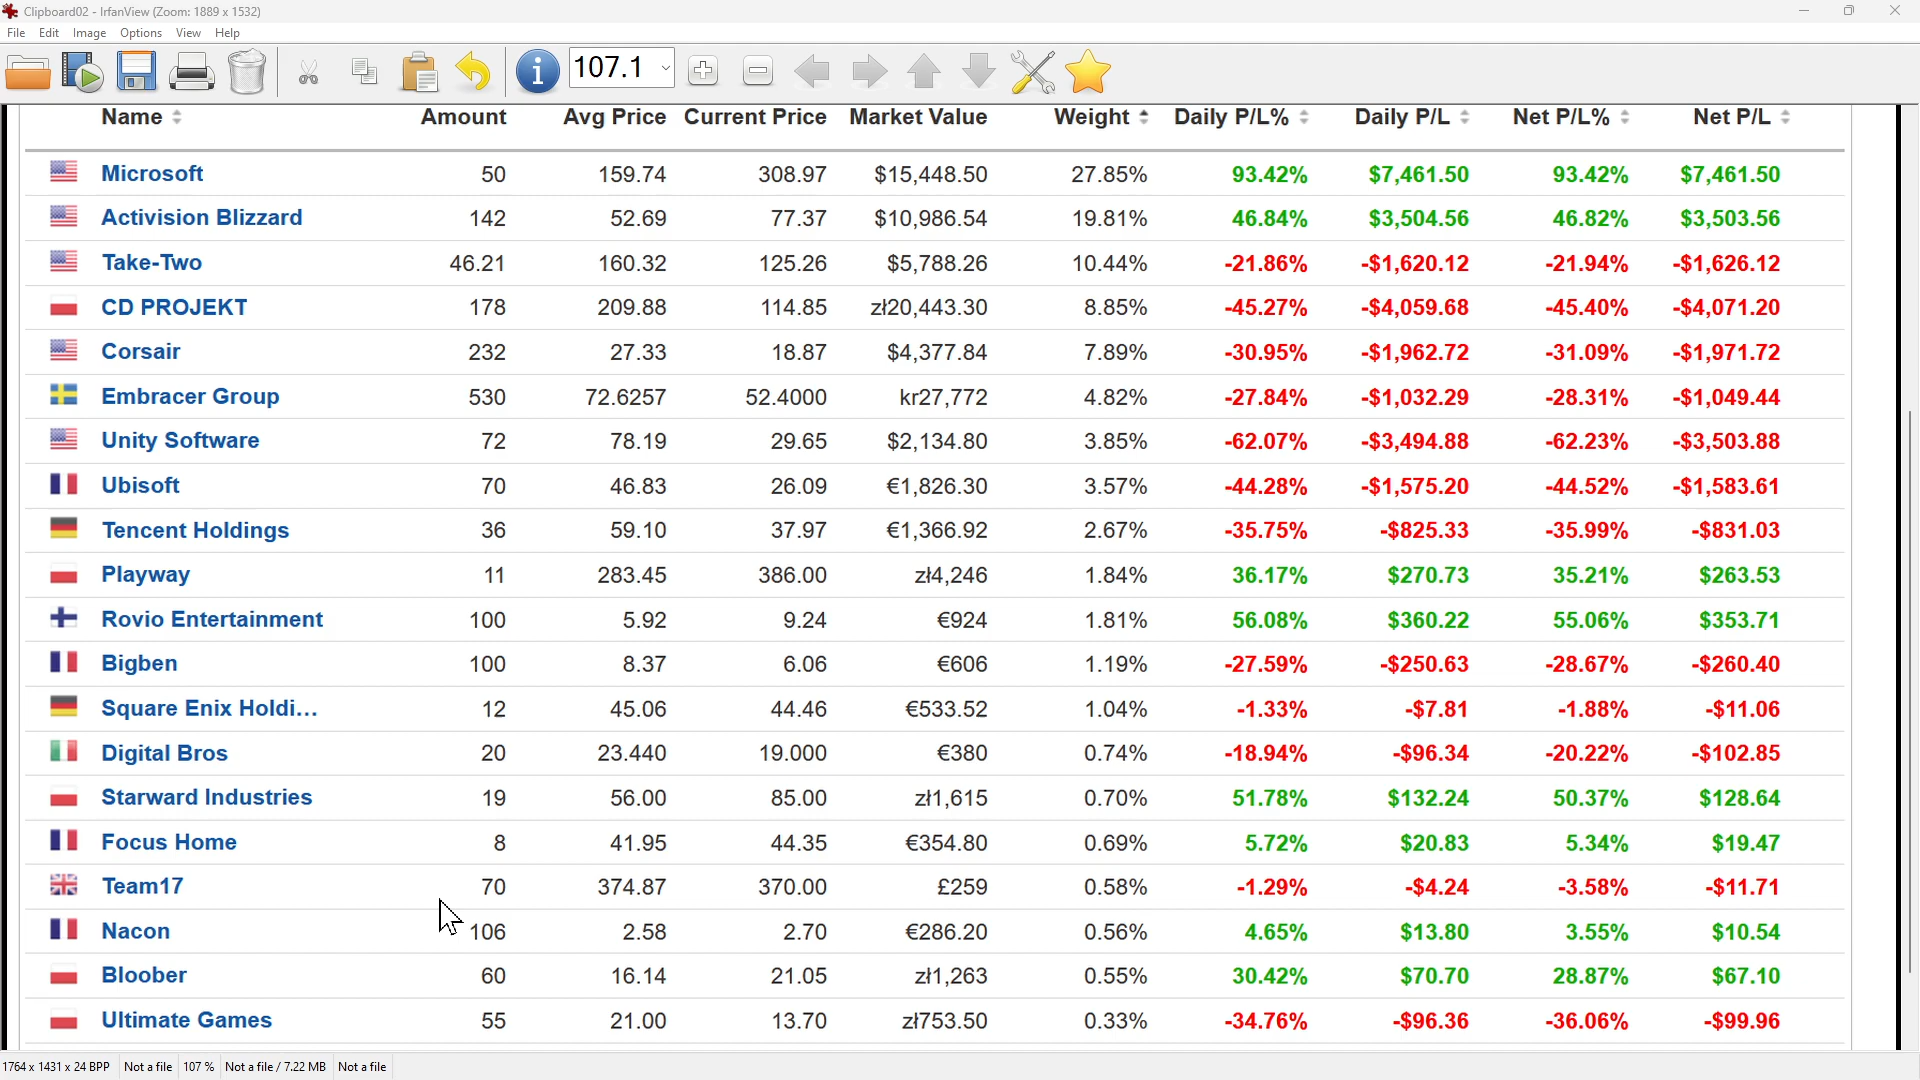 Clipboard02 - IrfanView (Zoom: 1889 x 1532)
File Edit Image Options View Help
107.1
Name Amount Avg Price Current Price Market Value Weight Daily P/L% Daily P/L Net P/L% Net P/L
Microsoft 50 159.74 308.97 $15,448.50 27.85% 93.42% $7,461.50 93.42% $7,461.50
Activision Blizzard 142 52.69 77.37 $10,986.54 19.81% 46.84% $3,504.56 46.82% $3,503.56
Take-Two 46.21 160.32 125.26 $5,788.26 10.44% -21.86% -$1,620.12 -21.94% -$1,626.12
CD PROJEKT 178 209.88 114.85 zł20,443.30 8.85% -45.27% -$4,059.68 -45.40% -$4,071.20
Corsair 232 27.33 18.87 $4,377.84 7.89% -30.95% -$1,962.72 -31.09% -$1,971.72
Embracer Group 530 72.6257 52.4000 kr27,772 4.82% -27.84% -$1,032.29 -28.31% -$1,049.44
Unity Software 72 78.19 29.65 $2,134.80 3.85% -62.07% -$3,494.88 -62.23% -$3,503.88
Ubisoft 70 46.83 26.09 €1,826.30 3.57% -44.28% -$1,575.20 -44.52% -$1,583.61
Tencent Holdings 36 59.10 37.97 €1,366.92 2.67% -35.75% -$825.33 -35.99% -$831.03
Playway 11 283.45 386.00 zł4,246 1.84% 36.17% $270.73 35.21% $263.53
Rovio Entertainment 100 5.92 9.24 €924 1.81% 56.08% $360.22 55.06% $353.71
Bigben 100 8.37 6.06 €606 1.19% -27.59% -$250.63 -28.67% -$260.40
Square Enix Holdi... 12 45.06 44.46 €533.52 1.04% -1.33% -$7.81 -1.88% -$11.06
Digital Bros 20 23.440 19.000 €380 0.74% -18.94% -$96.34 -20.22% -$102.85
Starward Industries 19 56.00 85.00 zł1,615 0.70% 51.78% $132.24 50.37% $128.64
Focus Home 8 41.95 44.35 €354.80 0.69% 5.72% $20.83 5.34% $19.47
Team17 70 374.87 370.00 £259 0.58% -1.29% -$4.24 -3.58% -$11.71
Nacon 106 2.58 2.70 €286.20 0.56% 4.65% $13.80 3.55% $10.54
Bloober 60 16.14 21.05 zł1,263 0.55% 30.42% $70.70 28.87% $67.10
Ultimate Games 55 21.00 13.70 zł753.50 0.33% -34.76% -$96.36 -36.06% -$99.96
1764 x 1431 x 24 BPP Not a file 107 % Not a file / 7.22 MB Not a file